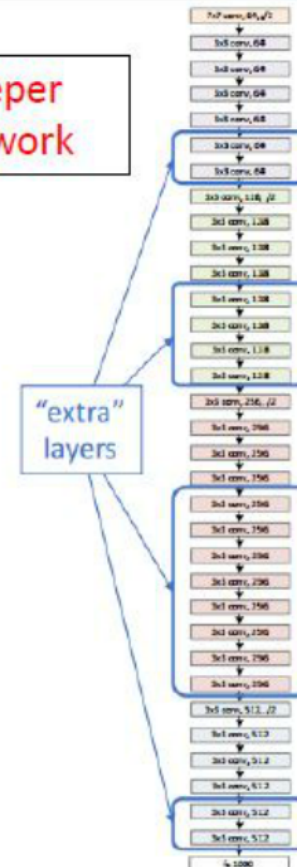 eper
work
"extra"
layers
7x7 conv, 64, /2
3x3 conv, 64
3x3 conv, 64
3x3 conv, 64
3x3 conv, 64
3x3 conv, 64
3x3 conv, 64
3x3 conv, 128, /2
3x3 conv, 128
3x3 conv, 128
3x3 conv, 128
3x3 conv, 128
3x3 conv, 128
3x3 conv, 128
3x3 conv, 128
3x3 conv, 256, /2
3x3 conv, 256
3x3 conv, 256
3x3 conv, 256
3x3 conv, 256
3x3 conv, 256
3x3 conv, 256
3x3 conv, 256
3x3 conv, 256
3x3 conv, 256
3x3 conv, 256
3x3 conv, 256
3x3 conv, 512, /2
3x3 conv, 512
3x3 conv, 512
3x3 conv, 512
3x3 conv, 512
3x3 conv, 512
fc 1000